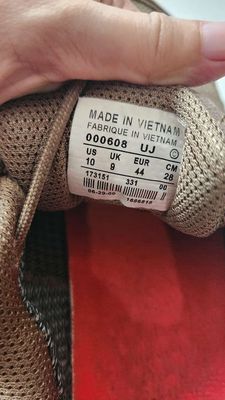 MADE IN VIETNAM
FABRIQUE IN VIETNAM
000608 UJ
US UK EUR CM
10 9 44 28
173151 331 00